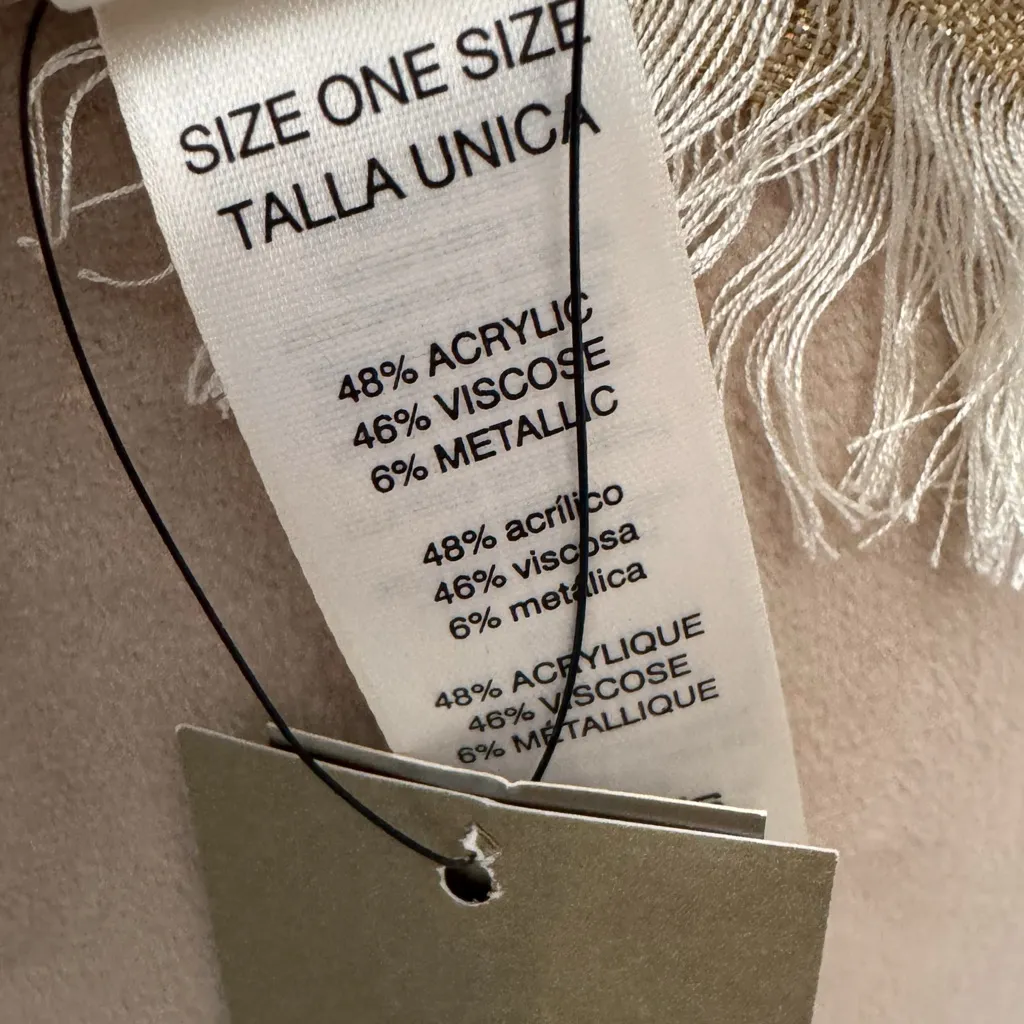 SIZE ONE SIZE
TALLA UNICA
48% ACRYLIC
46% VISCOSE
6% METALLIC
48% acrílico
46% viscosa
6% metálica
48% ACRYLIQUE
46% VISCOSE
6% MÉTALLIQUE